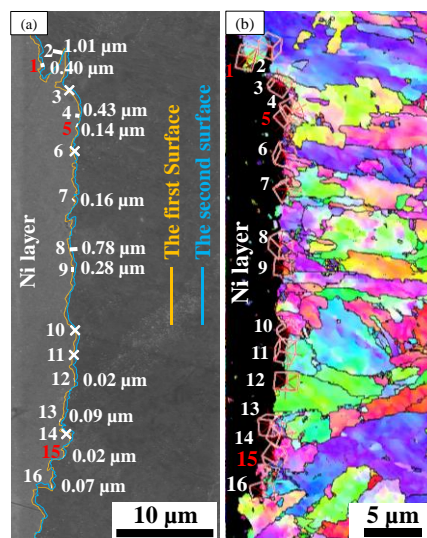 (a)
2 1.01 µm
1 0.40 µm
3
4 0.43 µm
5 0.14 µm
6
7 0.16 µm
8 0.78 µm
9 0.28 µm
10
11
12 0.02 µm
13 0.09 µm
14
15 0.02 µm
16 0.07 µm
Ni layer
The first Surface
The second surface
10 µm
(b)
2
1
3
4
5
6
7
8
9
10
11
12
13
14
15
16
Ni layer
5 µm